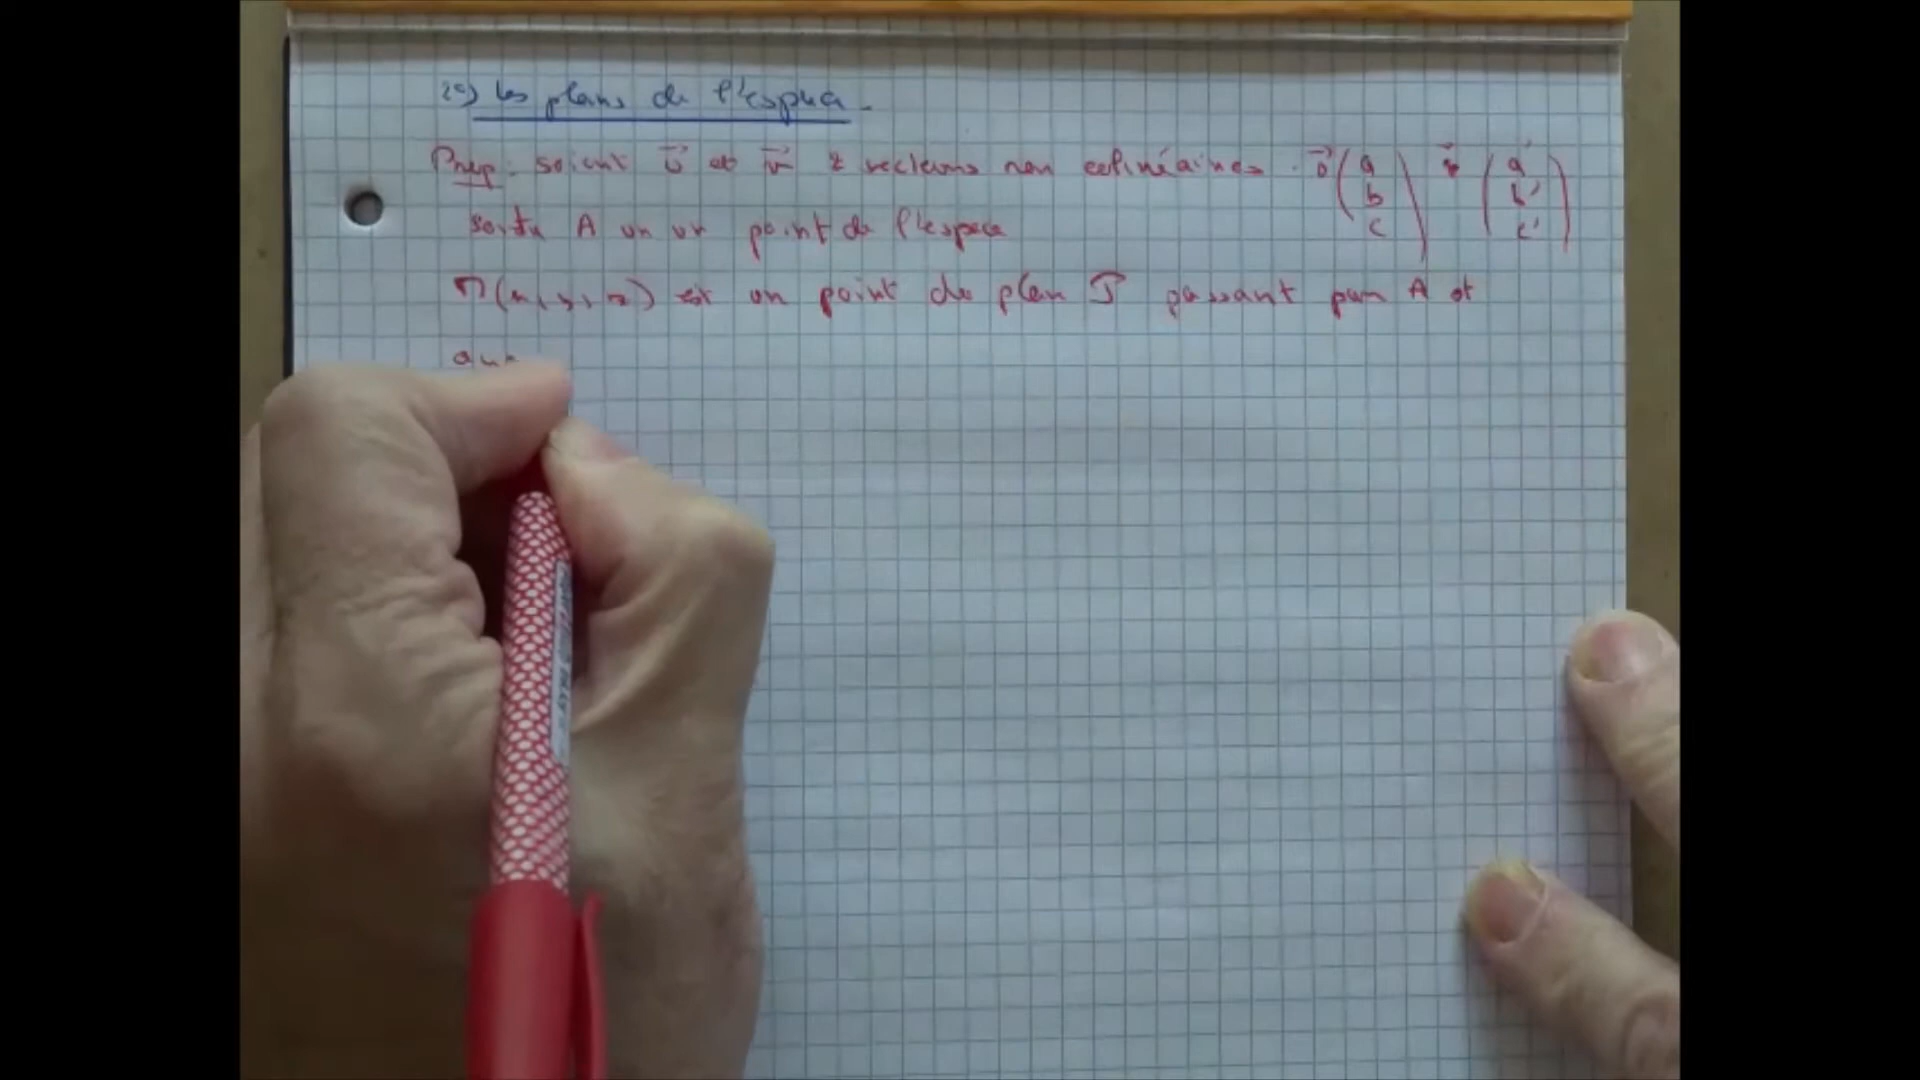 2°) Les plans de l'espace -
Prop : soient u⃗ et v⃗ 2 vecteurs non colinéaires . u⃗ (a b c) v⃗ (a' b' c')
A un un point de l'espace
M(x, y, z) est un point du plan P passant par A et